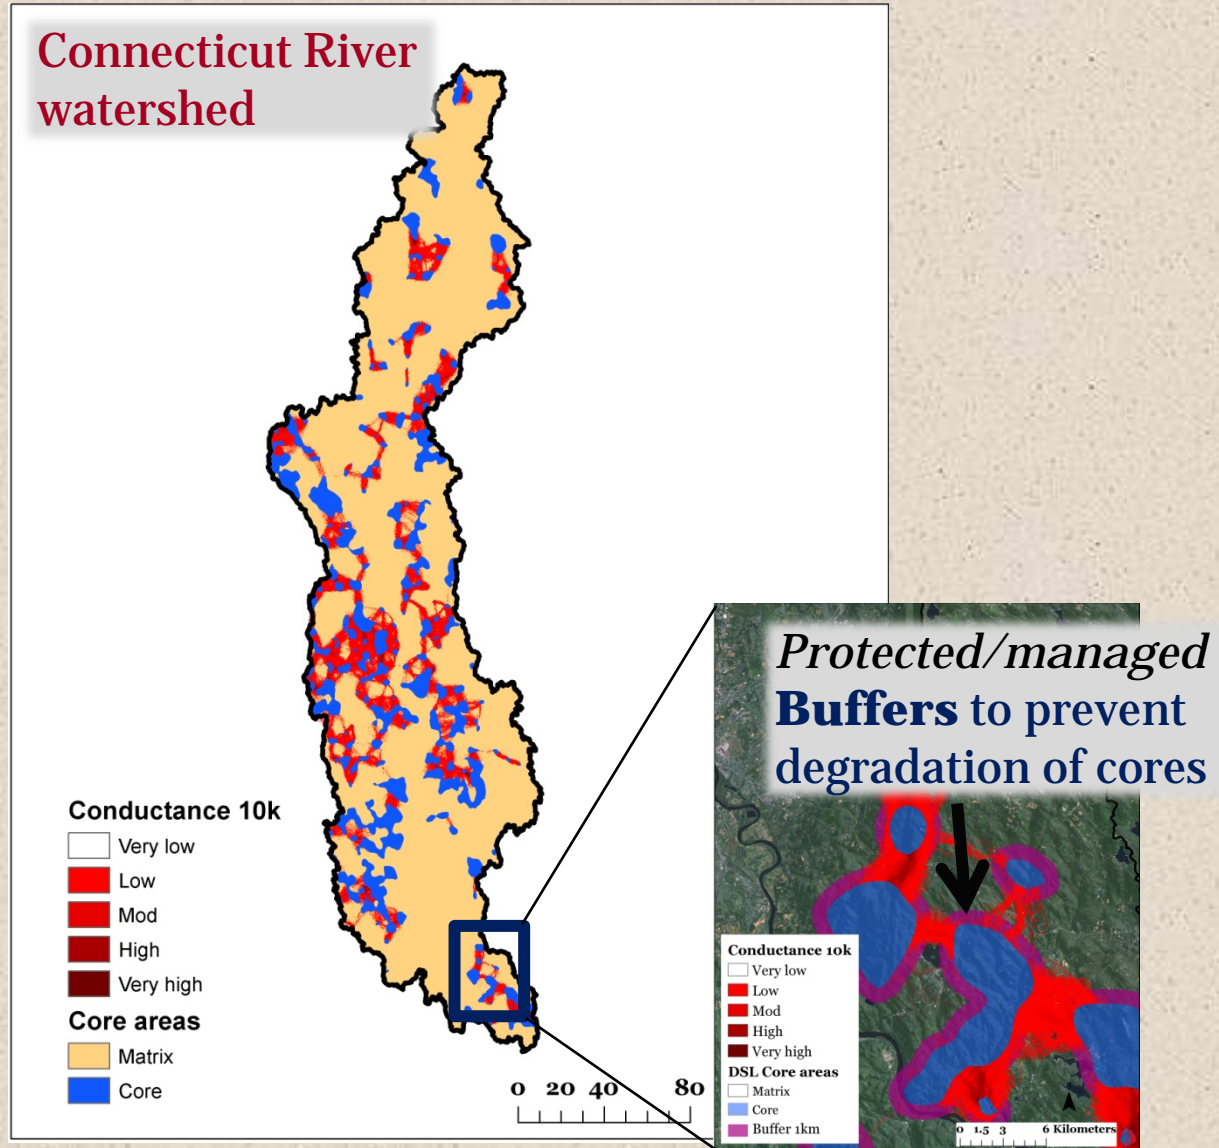 Connecticut River
watershed
Conductance 10k
Very low
Low
Mod
High
Very high
Core areas
Matrix
Core
0 20 40 80
Protected/managed
Buffers to prevent
degradation of cores
Conductance 10k
Very low
Low
Mod
High
Very high
DSL Core areas
Matrix
Core
Buffer 1km
0 1.5 3 6 Kilometers